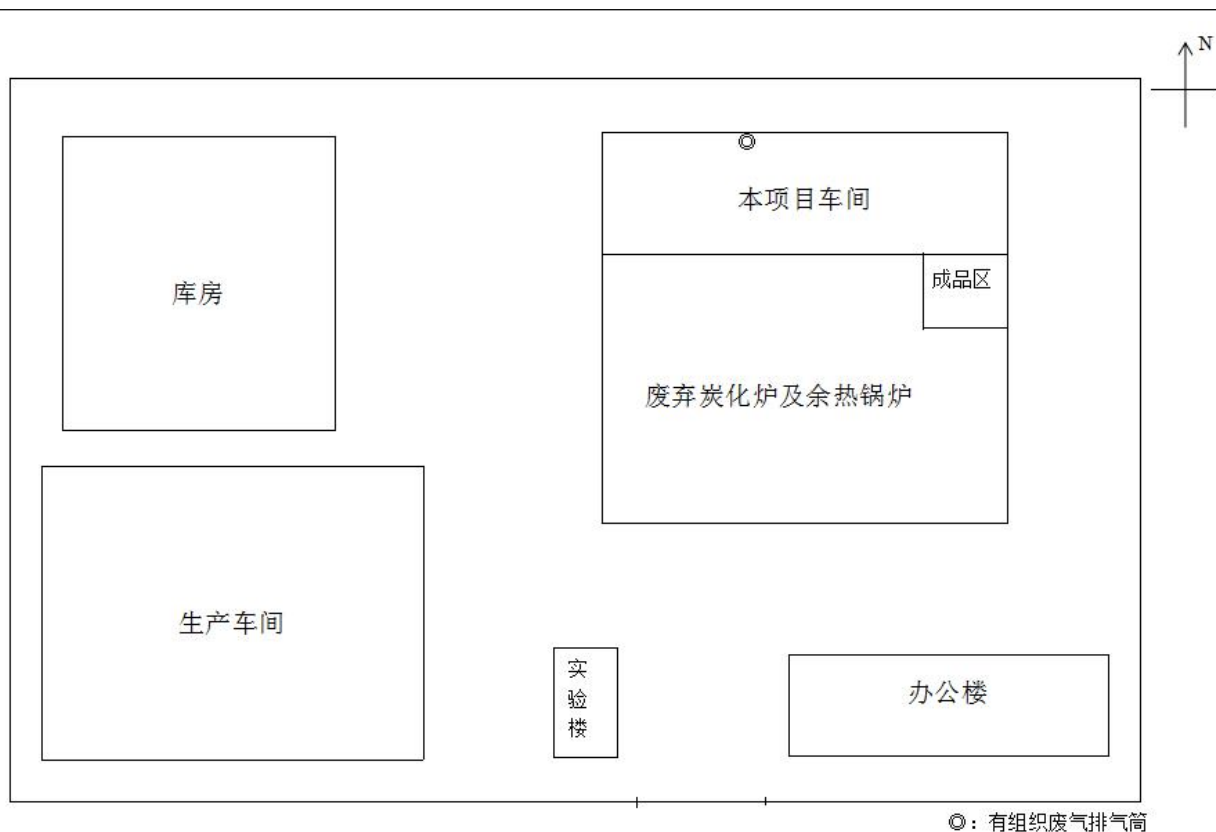 N
本项目车间
成品区
库房
废弃炭化炉及余热锅炉
生产车间
实
验
楼
办公楼
◎：有组织废气排气筒